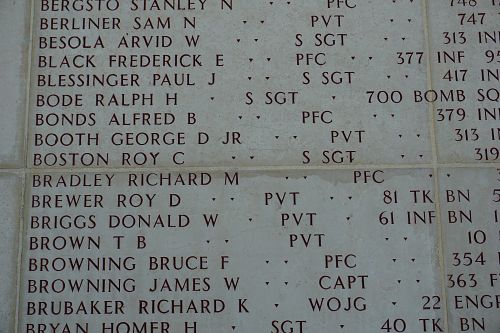 BERGSTO STANLEY N PFC 748
BERLINER SAM N PVT 747
BESOLA ARVID W S SGT 313 INF
BLACK FREDERICK E PFC 377 INF 95
BLESSINGER PAUL J S SGT 417 INF
BODE RALPH H S SGT 700 BOMB SQ
BONDS ALFRED B PFC 379 INF
BOOTH GEORGE D JR PVT 313 IN
BOSTON ROY C S SGT 319
BRADLEY RICHARD M PFC
BREWER ROY D PVT 81 TK BN
BRIGGS DONALD W PVT 61 INF BN
BROWN T B PVT 10
BROWNING BRUCE F PFC 354
BROWNING JAMES W CAPT 363
BRUBAKER RICHARD K WOJG 22 ENG
BRYAN HOMER H SGT 40 TK BN